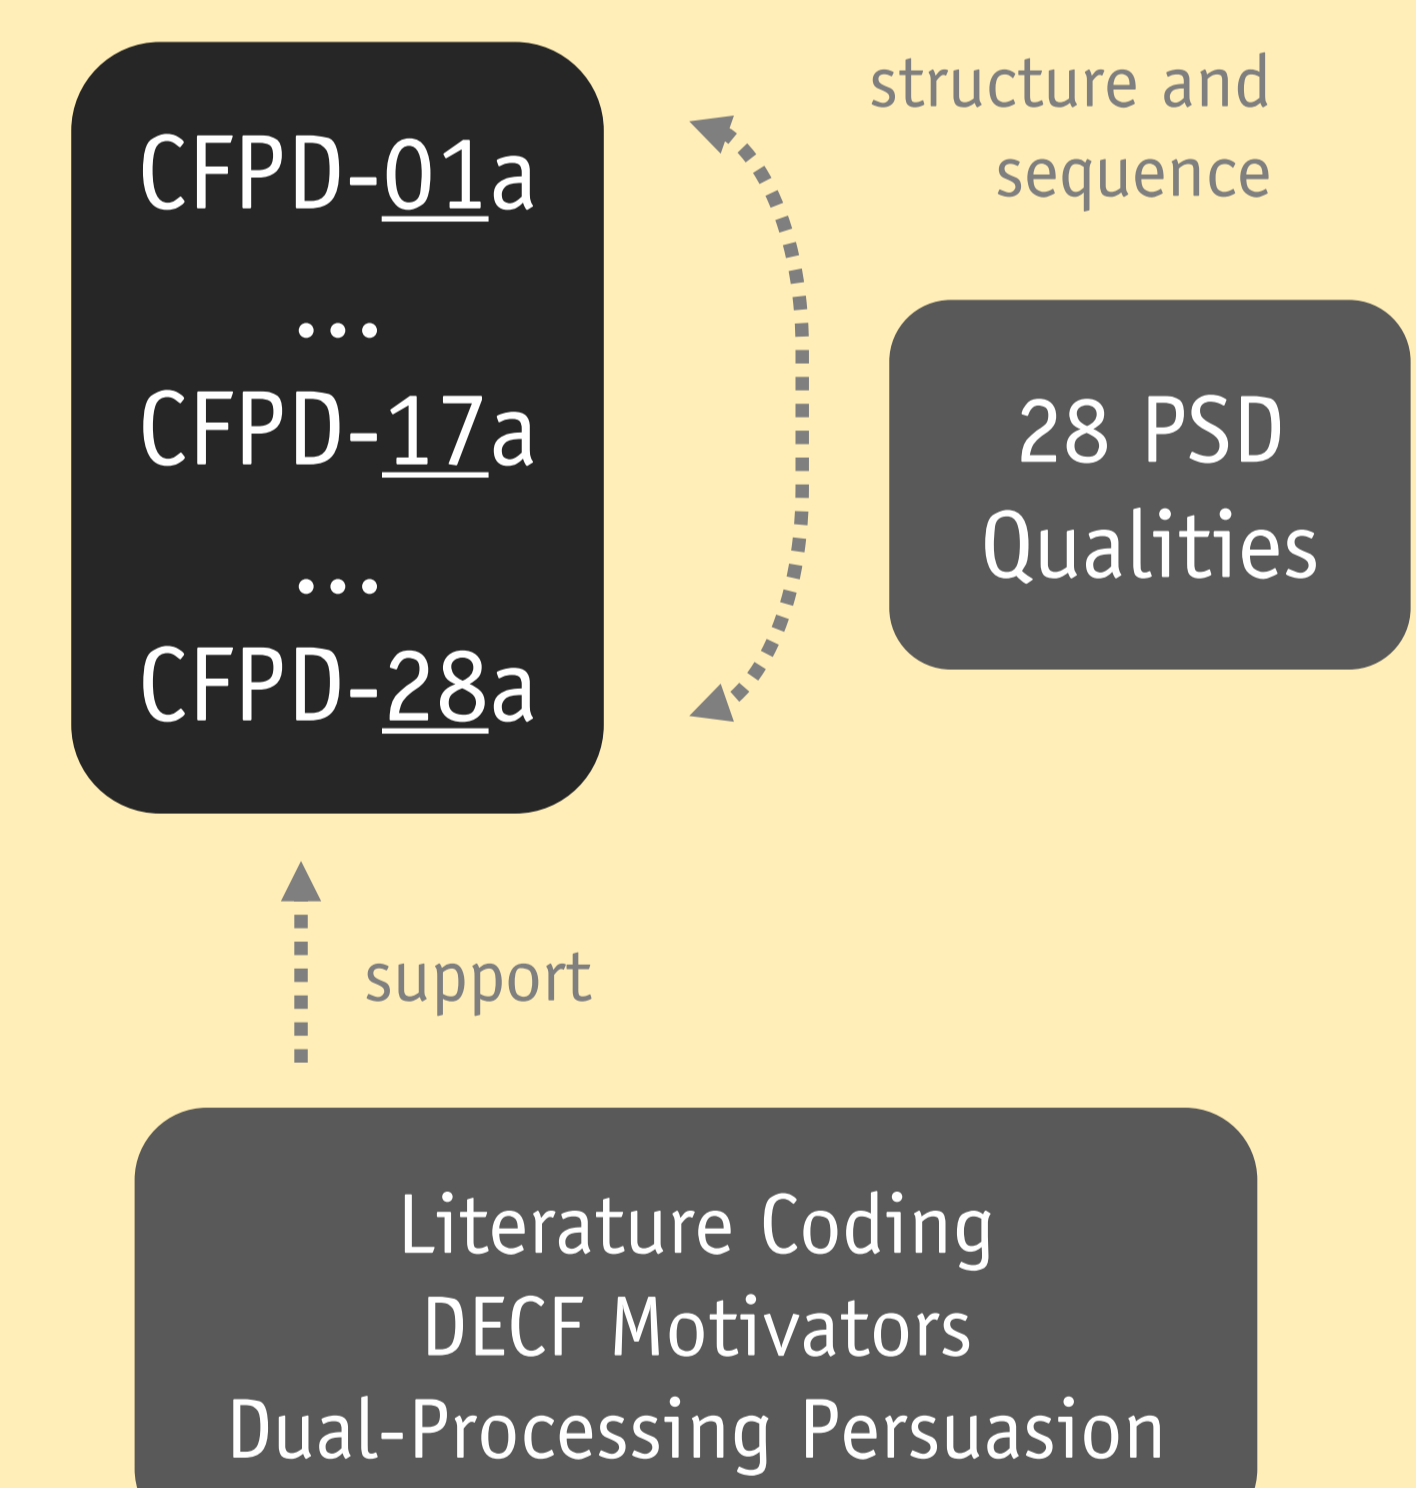 CFPD-01a
...
CFPD-17a
...
CFPD-28a
structure and
sequence
28 PSD
Qualities
support
Literature Coding
DECF Motivators
Dual-Processing Persuasion